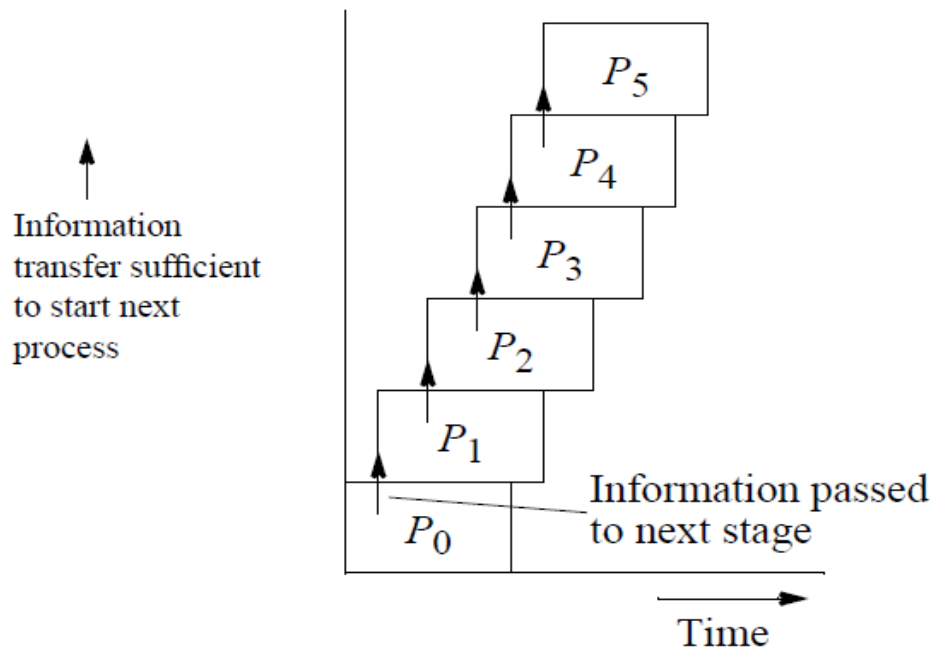 P5
P4
Information
transfer sufficient
to start next
process
P3
P2
P1
Information passed
to next stage
P0
Time